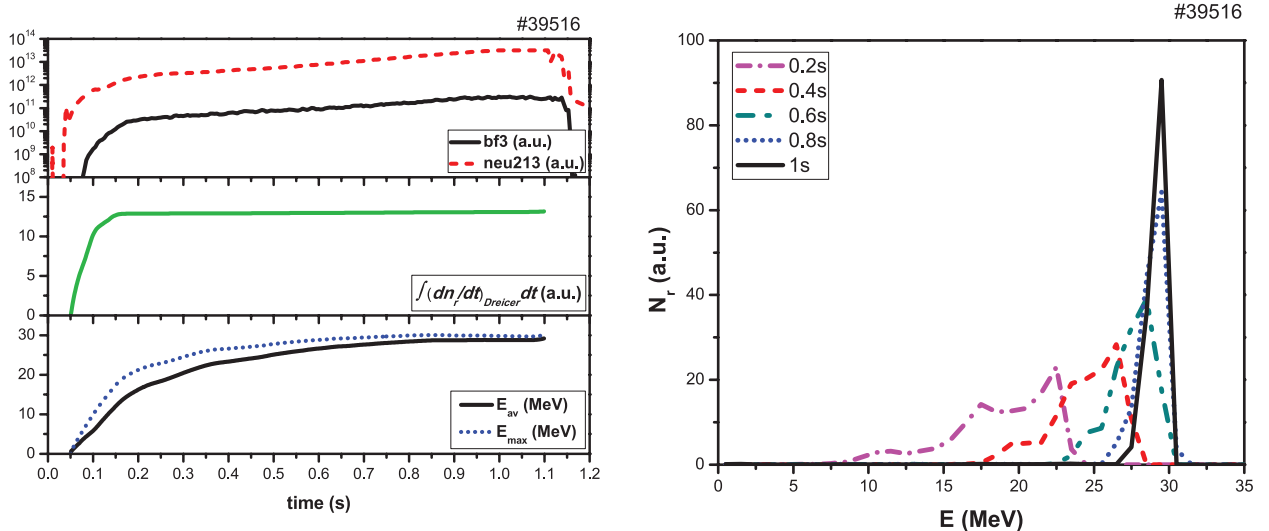 #39516
10^14
10^13
10^12
10^11
10^10
10^9
10^8
bf3 (a.u.)
neu213 (a.u.)
15
10
5
0
∫(dn_r/dt)_Dreicer dt (a.u.)
30
20
10
0
E_av (MeV)
E_max (MeV)
0.0 0.1 0.2 0.3 0.4 0.5 0.6 0.7 0.8 0.9 1.0 1.1 1.2
time (s)
#39516
100
80
60
40
20
0
N_r (a.u.)
0.2s
0.4s
0.6s
0.8s
1s
0 5 10 15 20 25 30 35
E (MeV)